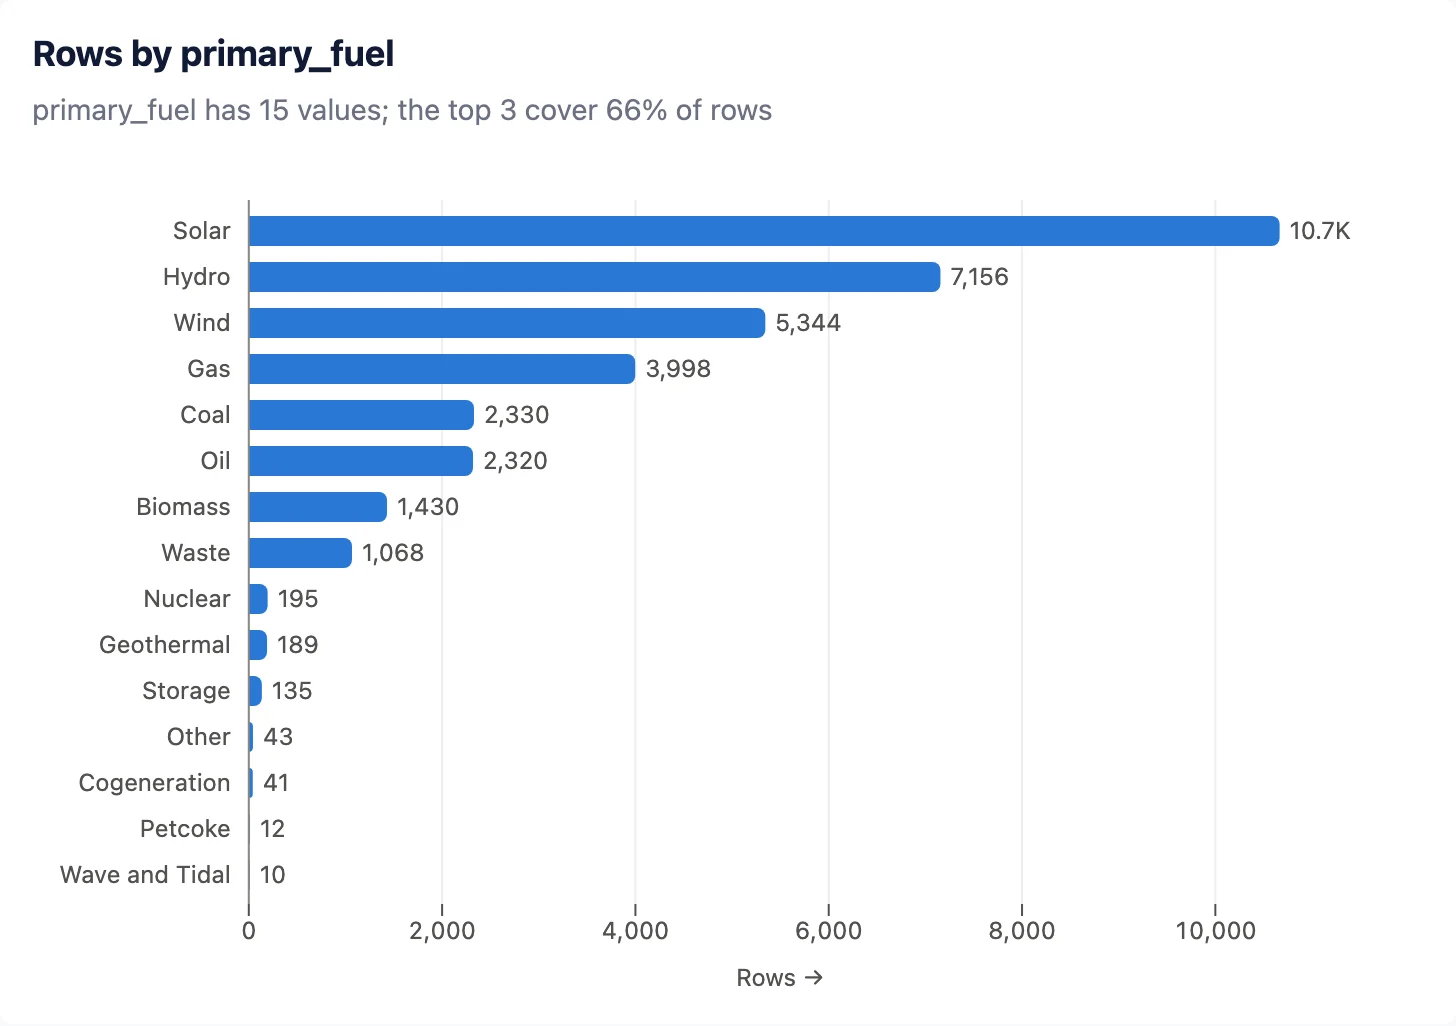 Rows by primary_fuel
primary_fuel has 15 values; the top 3 cover 66% of rows
Solar 10.7K
Hydro 7,156
Wind 5,344
Gas 3,998
Coal 2,330
Oil 2,320
Biomass 1,430
Waste 1,068
Nuclear 195
Geothermal 189
Storage 135
Other 43
Cogeneration 41
Petcoke 12
Wave and Tidal 10
0 2,000 4,000 6,000 8,000 10,000
Rows →